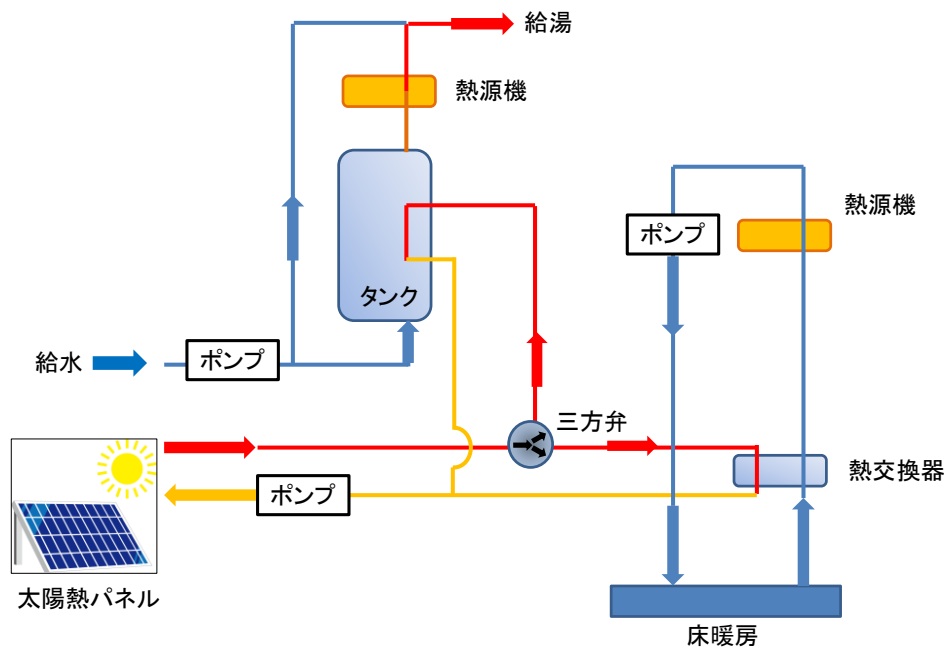 給湯
熱源機
熱源機
ポンプ
タンク
給水
ポンプ
三方弁
熱交換器
ポンプ
太陽熱パネル
床暖房